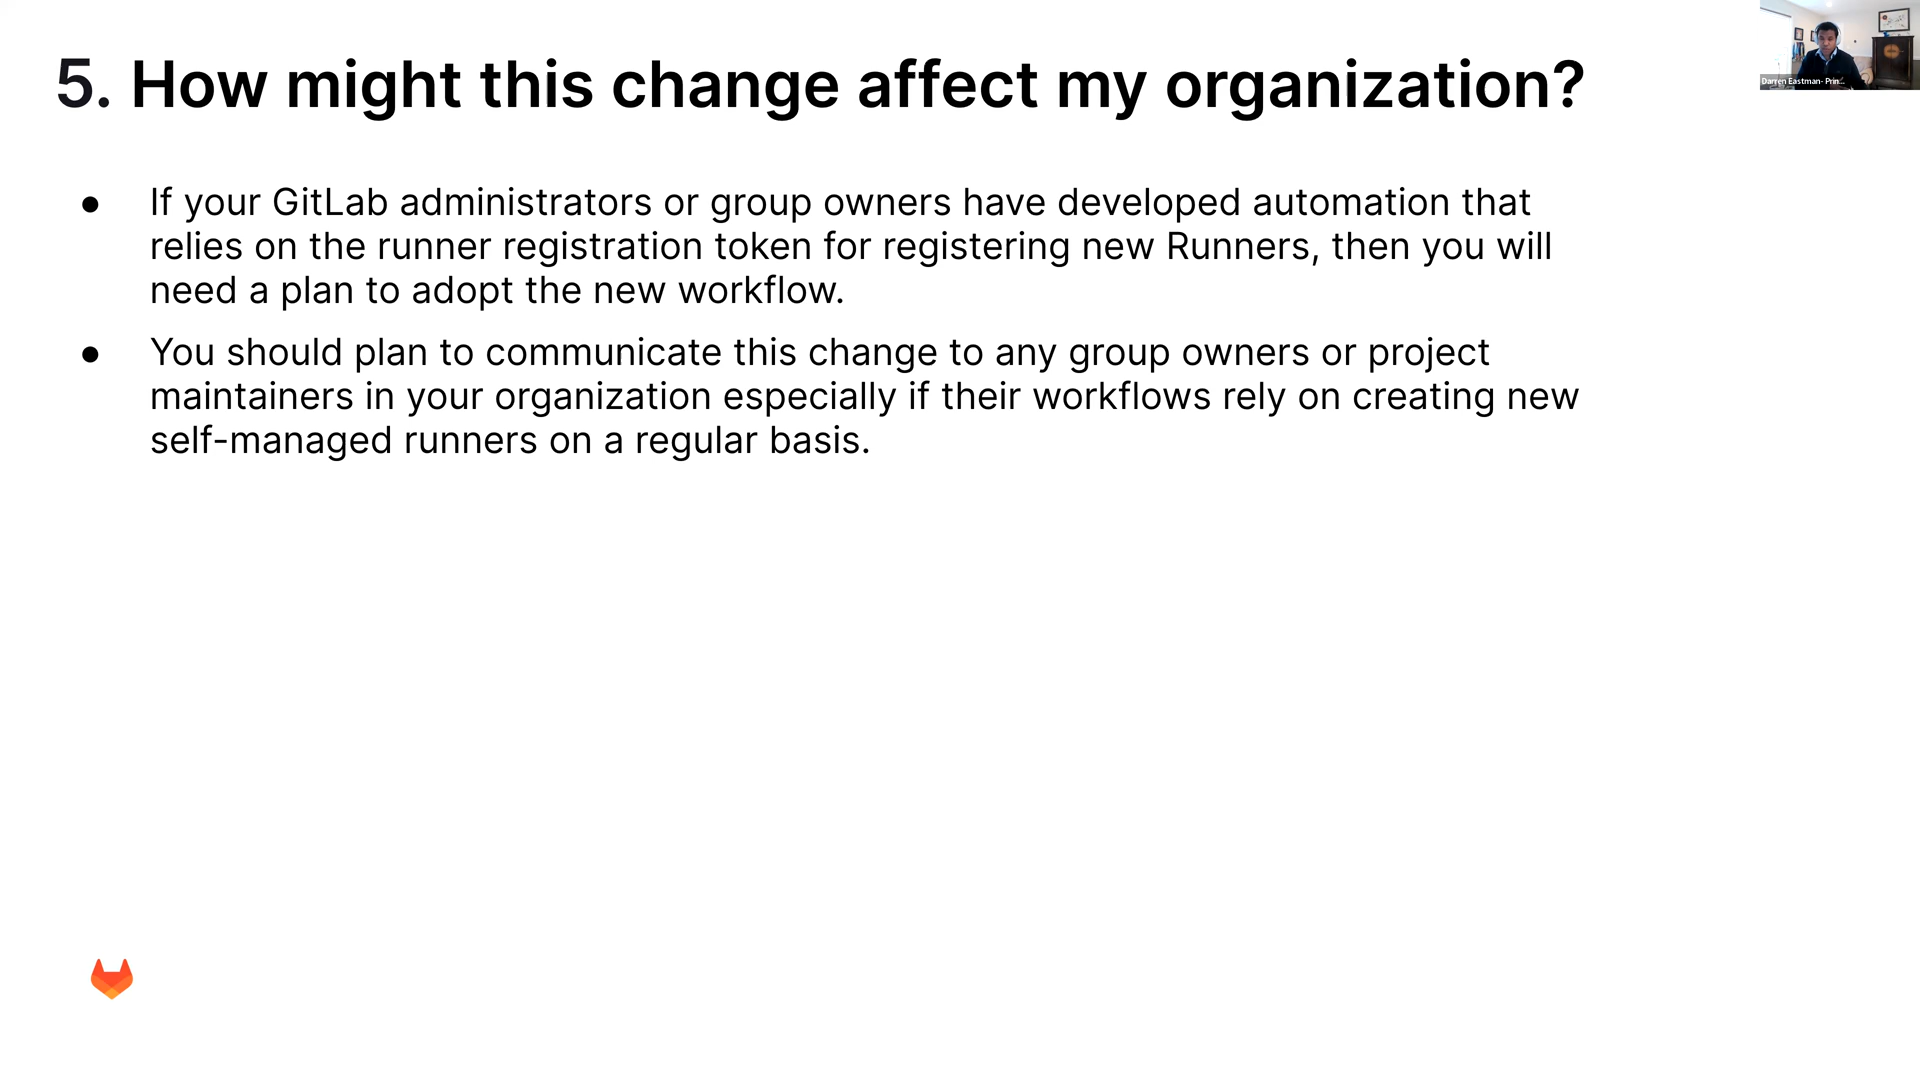 5. How might this change affect my organization?
● If your GitLab administrators or group owners have developed automation that
relies on the runner registration token for registering new Runners, then you will
need a plan to adopt the new workflow.
● You should plan to communicate this change to any group owners or project
maintainers in your organization especially if their workflows rely on creating new
self-managed runners on a regular basis.
Darren Eastman- Prin...